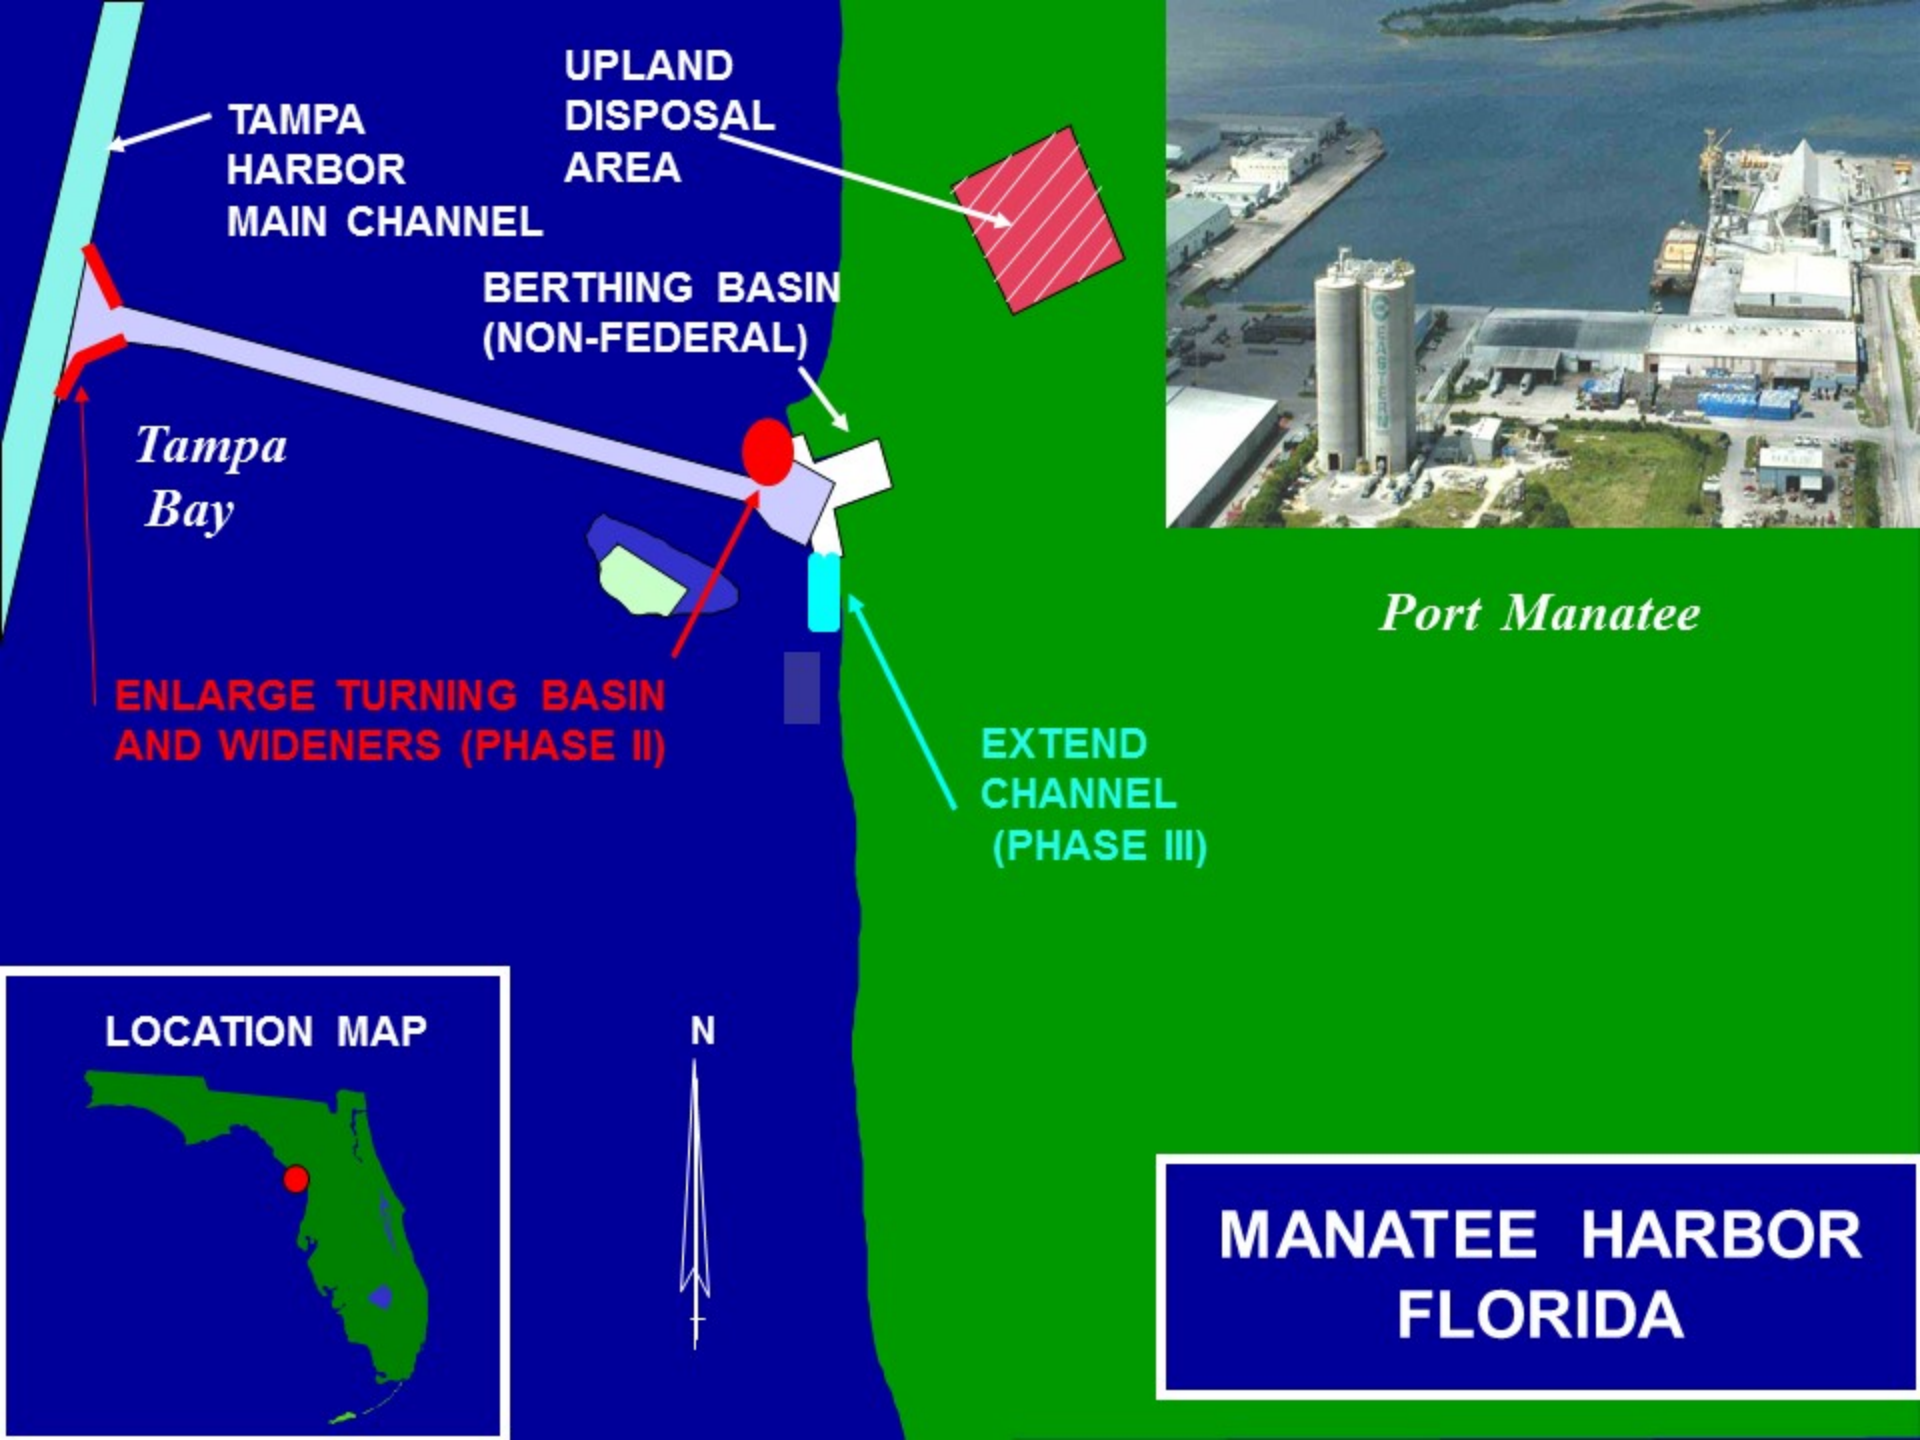 TAMPA
HARBOR
MAIN CHANNEL
UPLAND
DISPOSAL
AREA
BERTHING BASIN
(NON-FEDERAL)
Tampa
Bay
ENLARGE TURNING BASIN
AND WIDENERS (PHASE II)
EXTEND
CHANNEL
(PHASE III)
Port Manatee
LOCATION MAP
N
MANATEE HARBOR
FLORIDA